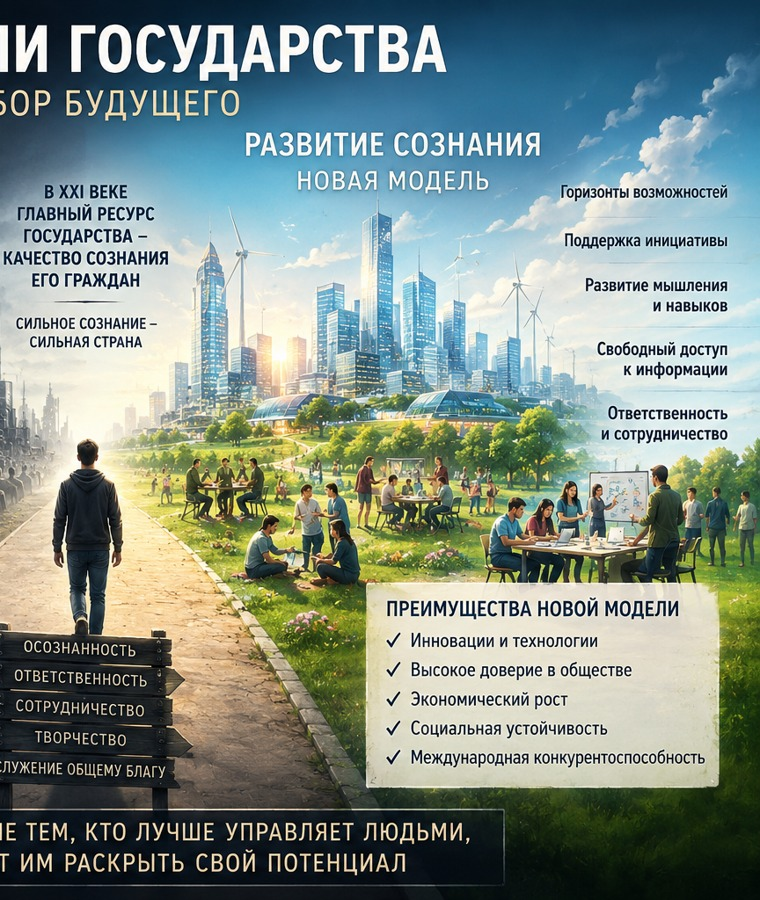 ИИ ГОСУДАРСТВА
БОР БУДУЩЕГО
РАЗВИТИЕ СОЗНАНИЯ
НОВАЯ МОДЕЛЬ
В XXI ВЕКЕ
ГЛАВНЫЙ РЕСУРС
ГОСУДАРСТВА –
КАЧЕСТВО СОЗНАНИЯ
ЕГО ГРАЖДАН
СИЛЬНОЕ СОЗНАНИЕ –
СИЛЬНАЯ СТРАНА
Горизонты возможностей
Поддержка инициативы
Развитие мышления
и навыков
Свободный доступ
к информации
Ответственность
и сотрудничество
ОСОЗНАННОСТЬ
ОТВЕТСТВЕННОСТЬ
СОТРУДНИЧЕСТВО
ТВОРЧЕСТВО
СЛУЖЕНИЕ ОБЩЕМУ БЛАГУ
ПРЕИМУЩЕСТВА НОВОЙ МОДЕЛИ
✓ Инновации и технологии
✓ Высокое доверие в обществе
✓ Экономический рост
✓ Социальная устойчивость
✓ Международная конкурентоспособность
НЕ ТЕМ, КТО ЛУЧШЕ УПРАВЛЯЕТ ЛЮДЬМИ,
Т ИМ РАСКРЫТЬ СВОЙ ПОТЕНЦИАЛ